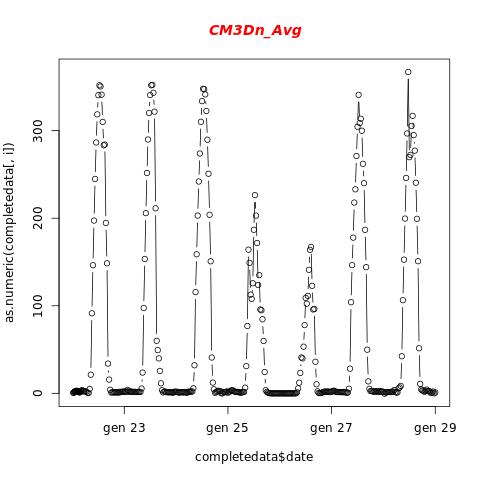 CM3Dn_Avg
as.numeric(completedata[, i])
300
200
100
0
gen 23
gen 25
gen 27
gen 29
completedata$date